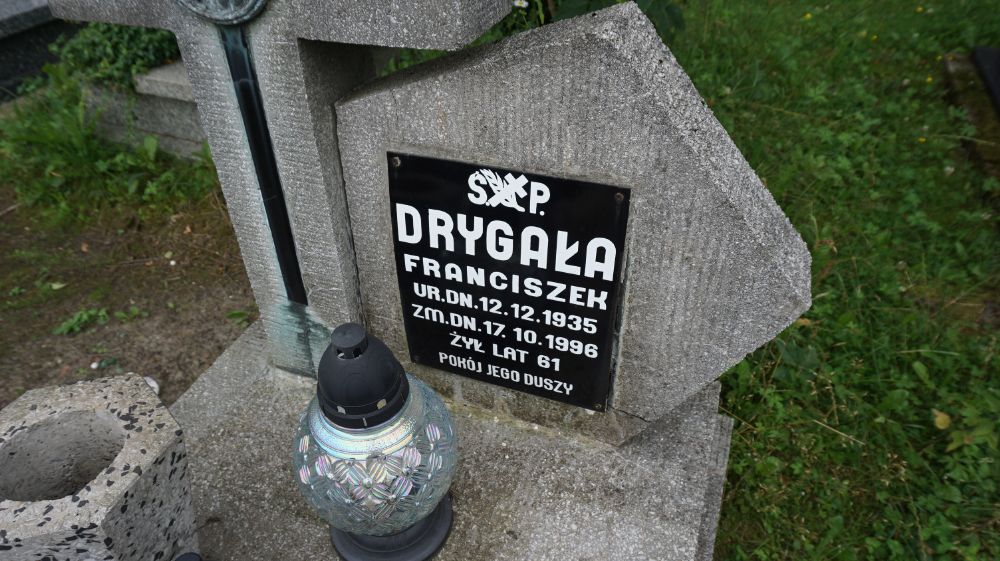 Ś. P.
DRYGAŁA
FRANCISZEK
UR.DN.12.12.1935
ZM.DN.17.10.1996
ŻYŁ LAT 61
POKÓJ JEGO DUSZY